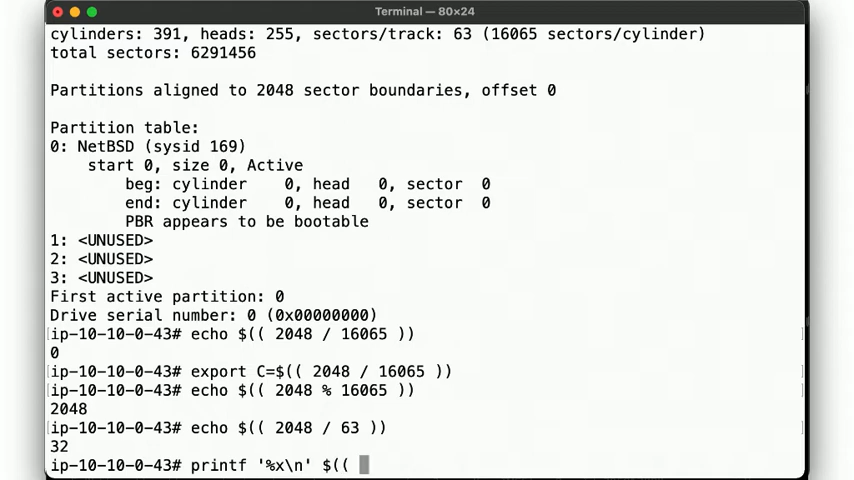 Terminal — 80×24
cylinders: 391, heads: 255, sectors/track: 63 (16065 sectors/cylinder)
total sectors: 6291456
Partitions aligned to 2048 sector boundaries, offset 0
Partition table:
0: NetBSD (sysid 169)
    start 0, size 0, Active
        beg: cylinder    0, head   0, sector  0
        end: cylinder    0, head   0, sector  0
        PBR appears to be bootable
1: <UNUSED>
2: <UNUSED>
3: <UNUSED>
First active partition: 0
Drive serial number: 0 (0x00000000)
[ip-10-10-0-43# echo $(( 2048 / 16065 )) ]
0
[ip-10-10-0-43# export C=$(( 2048 / 16065 )) ]
[ip-10-10-0-43# echo $(( 2048 % 16065 )) ]
2048
[ip-10-10-0-43# echo $(( 2048 / 63 )) ]
32
ip-10-10-0-43# printf '%x\n' $((